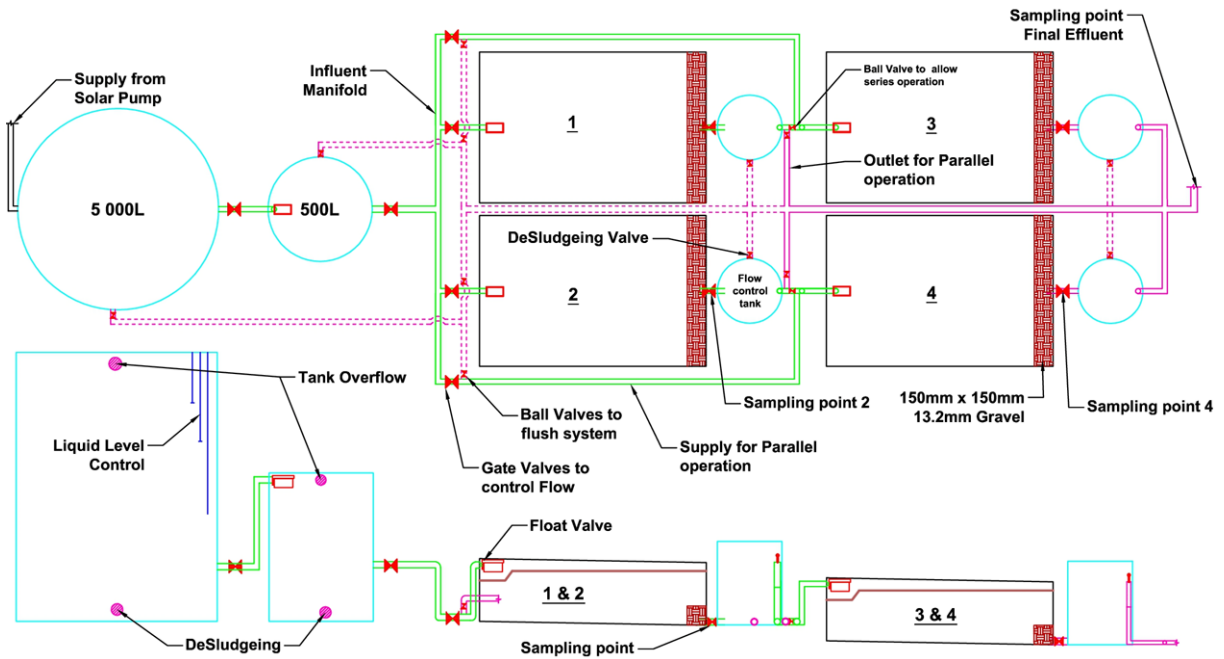 Sampling point
Final Effluent
Supply from
Solar Pump
Influent
Manifold
Ball Valve to allow
series operation
1
3
Outlet for Parallel
operation
5 000L
500L
DeSludgeing Valve
Flow
control
tank
2
4
Tank Overflow
Sampling point 2
150mm x 150mm
13.2mm Gravel
Sampling point 4
Ball Valves to
flush system
Liquid Level
Control
Supply for Parallel
operation
Gate Valves to
control Flow
Float Valve
1 & 2
3 & 4
DeSludgeing
Sampling point